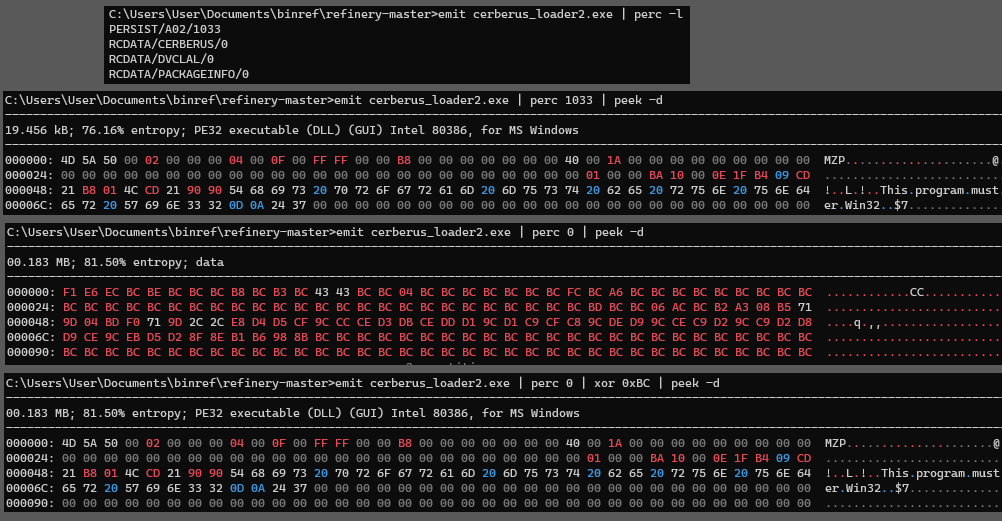 C:\Users\User\Documents\binref\refinery-master>emit cerberus_loader2.exe | perc -l
PERSIST/A02/1033
RCDATA/CERBERUS/0
RCDATA/DVCLAL/0
RCDATA/PACKAGEINFO/0
C:\Users\User\Documents\binref\refinery-master>emit cerberus_loader2.exe | perc 1033 | peek -d
19.456 kB; 76.16% entropy; PE32 executable (DLL) (GUI) Intel 80386, for MS Windows
000000: 4D 5A 50 00 02 00 00 00 04 00 0F 00 FF FF 00 00 B8 00 00 00 00 00 00 00 40 00 1A 00 00 00 00 00 00 00 00 00  MZP.....................@
000024: 00 00 00 00 00 00 00 00 00 00 00 00 00 00 00 00 00 00 00 00 00 00 00 00 00 01 00 00 BA 10 00 0E 1F B4 09 CD  .........................
000048: 21 B8 01 4C CD 21 90 90 54 68 69 73 20 70 72 6F 67 72 61 6D 20 6D 75 73 74 20 62 65 20 72 75 6E 20 75 6E 64  !..L.!..This.program.must
00006C: 65 72 20 57 69 6E 33 32 0D 0A 24 37 00 00 00 00 00 00 00 00 00 00 00 00 00 00 00 00 00 00 00 00 00 00 00 00  er.Win32..$7.............
C:\Users\User\Documents\binref\refinery-master>emit cerberus_loader2.exe | perc 0 | peek -d
00.183 MB; 81.50% entropy; data
000000: F1 E6 EC BC BE BC BC BC B8 BC B3 BC 43 43 BC BC 04 BC BC BC BC BC BC BC FC BC A6 BC BC BC BC BC BC BC BC BC  ............CC...........
000024: BC BC BC BC BC BC BC BC BC BC BC BC BC BC BC BC BC BC BC BC BC BC BC BC BC BD BC BC 06 AC BC B2 A3 08 B5 71  .........................
000048: 9D 04 BD F0 71 9D 2C 2C E8 D4 D5 CF 9C CC CE D3 DB CE DD D1 9C D1 C9 CF C8 9C DE D9 9C CE C9 D2 9C C9 D2 D8  ....q.,,.................
00006C: D9 CE 9C EB D5 D2 8F 8E B1 B6 98 8B BC BC BC BC BC BC BC BC BC BC BC BC BC BC BC BC BC BC BC BC BC BC BC BC  .........................
000090: BC BC BC BC BC BC BC BC BC BC BC BC BC BC BC BC BC BC BC BC BC BC BC BC BC BC BC BC BC BC BC BC BC BC BC BC  .........................
C:\Users\User\Documents\binref\refinery-master>emit cerberus_loader2.exe | perc 0 | xor 0xBC | peek -d
00.183 MB; 81.50% entropy; PE32 executable (DLL) (GUI) Intel 80386, for MS Windows
000000: 4D 5A 50 00 02 00 00 00 04 00 0F 00 FF FF 00 00 B8 00 00 00 00 00 00 00 40 00 1A 00 00 00 00 00 00 00 00 00  MZP.....................@
000024: 00 00 00 00 00 00 00 00 00 00 00 00 00 00 00 00 00 00 00 00 00 00 00 00 00 01 00 00 BA 10 00 0E 1F B4 09 CD  .........................
000048: 21 B8 01 4C CD 21 90 90 54 68 69 73 20 70 72 6F 67 72 61 6D 20 6D 75 73 74 20 62 65 20 72 75 6E 20 75 6E 64  !..L.!..This.program.must
00006C: 65 72 20 57 69 6E 33 32 0D 0A 24 37 00 00 00 00 00 00 00 00 00 00 00 00 00 00 00 00 00 00 00 00 00 00 00 00  er.Win32..$7.............
000090: 00 00 00 00 00 00 00 00 00 00 00 00 00 00 00 00 00 00 00 00 00 00 00 00 00 00 00 00 00 00 00 00 00 00 00 00  .........................